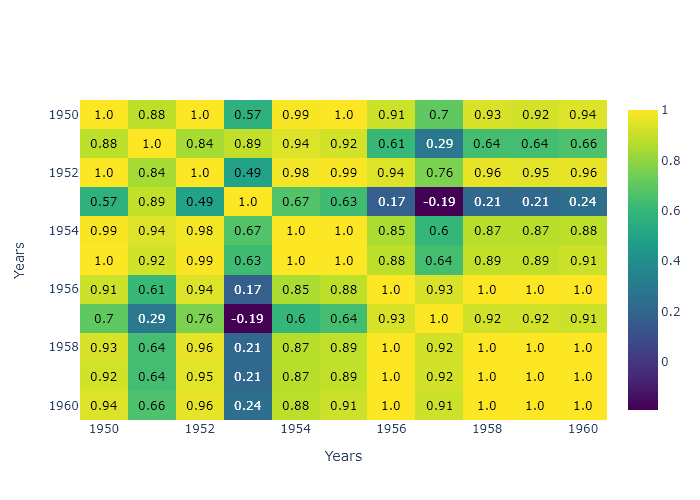 1950 1.0 0.88 1.0 0.57 0.99 1.0 0.91 0.7 0.93 0.92 0.94 1
0.88 1.0 0.84 0.89 0.94 0.92 0.61 0.29 0.64 0.64 0.66
1952 1.0 0.84 1.0 0.49 0.98 0.99 0.94 0.76 0.96 0.95 0.96 0.8
0.57 0.89 0.49 1.0 0.67 0.63 0.17 -0.19 0.21 0.21 0.24
1954 0.99 0.94 0.98 0.67 1.0 1.0 0.85 0.6 0.87 0.87 0.88 0.6
1.0 0.92 0.99 0.63 1.0 1.0 0.88 0.64 0.89 0.89 0.91 0.4
Years
1956 0.91 0.61 0.94 0.17 0.85 0.88 1.0 0.93 1.0 1.0 1.0
0.7 0.29 0.76 -0.19 0.6 0.64 0.93 1.0 0.92 0.92 0.91 0.2
1958 0.93 0.64 0.96 0.21 0.87 0.89 1.0 0.92 1.0 1.0 1.0
0.92 0.64 0.95 0.21 0.87 0.89 1.0 0.92 1.0 1.0 1.0 0
1960 0.94 0.66 0.96 0.24 0.88 0.91 1.0 0.91 1.0 1.0 1.0
1950 1952 1954 1956 1958 1960
Years